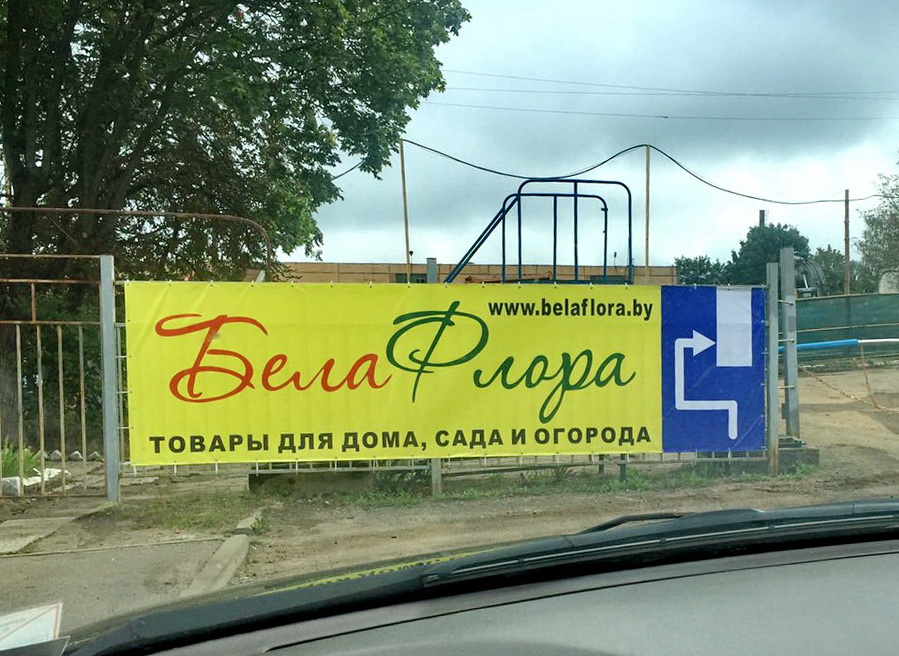 www.belaflora.by
БелаФлора
ТОВАРЫ ДЛЯ ДОМА, САДА И ОГОРОДА